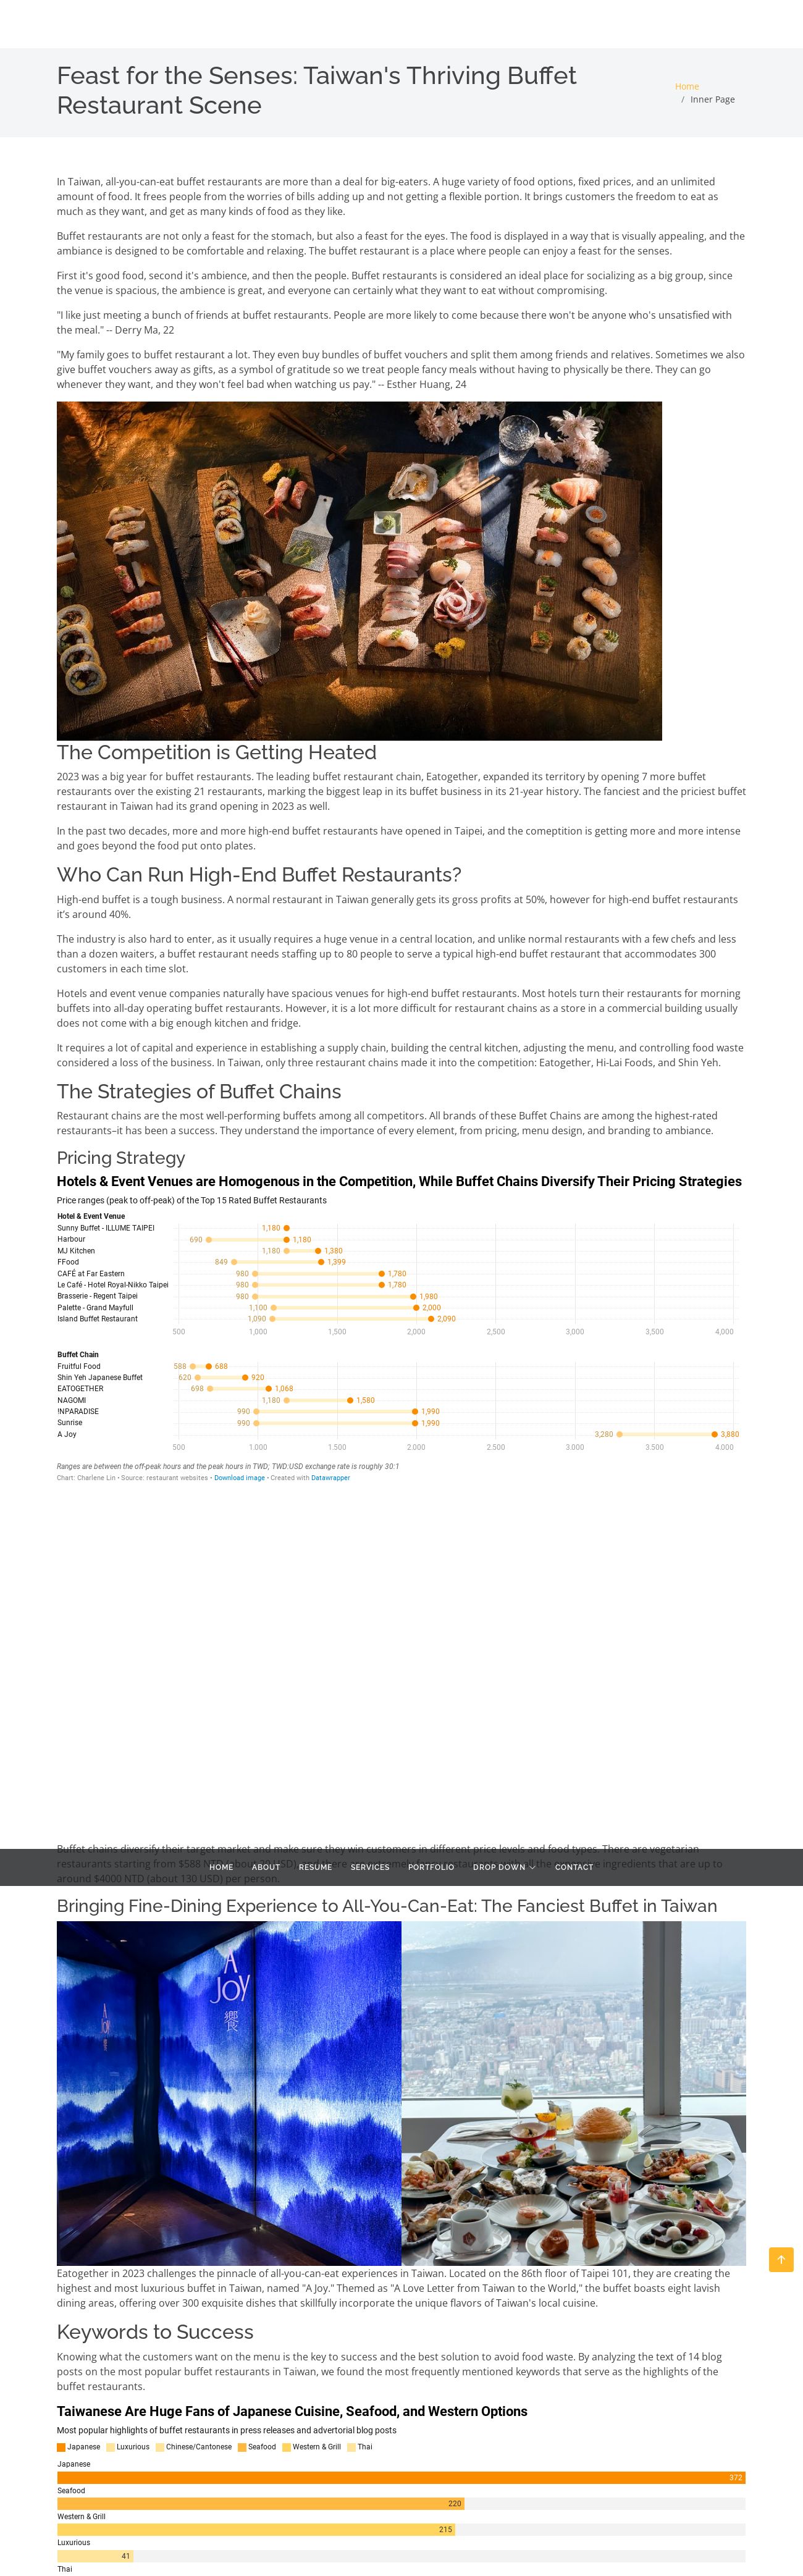 Feast for the Senses: Taiwan's Thriving Buffet
Restaurant Scene
Home
/ Inner Page
In Taiwan, all-you-can-eat buffet restaurants are more than a deal for big-eaters. A huge variety of food options, fixed prices, and an unlimited
amount of food. It frees people from the worries of bills adding up and not getting a flexible portion. It brings customers the freedom to eat as
much as they want, and get as many kinds of food as they like.
Buffet restaurants are not only a feast for the stomach, but also a feast for the eyes. The food is displayed in a way that is visually appealing, and the
ambiance is designed to be comfortable and relaxing. The buffet restaurant is a place where people can enjoy a feast for the senses.
First it's good food, second it's ambience, and then the people. Buffet restaurants is considered an ideal place for socializing as a big group, since
the venue is spacious, the ambience is great, and everyone can certainly what they want to eat without compromising.
"I like just meeting a bunch of friends at buffet restaurants. People are more likely to come because there won't be anyone who's unsatisfied with
the meal." -- Derry Ma, 22
"My family goes to buffet restaurant a lot. They even buy bundles of buffet vouchers and split them among friends and relatives. Sometimes we also
give buffet vouchers away as gifts, as a symbol of gratitude so we treat people fancy meals without having to physically be there. They can go
whenever they want, and they won't feel bad when watching us pay." -- Esther Huang, 24
The Competition is Getting Heated
2023 was a big year for buffet restaurants. The leading buffet restaurant chain, Eatogether, expanded its territory by opening 7 more buffet
restaurants over the existing 21 restaurants, marking the biggest leap in its buffet business in its 21-year history. The fanciest and the priciest buffet
restaurant in Taiwan had its grand opening in 2023 as well.
In the past two decades, more and more high-end buffet restaurants have opened in Taipei, and the comeptition is getting more and more intense
and goes beyond the food put onto plates.
Who Can Run High-End Buffet Restaurants?
High-end buffet is a tough business. A normal restaurant in Taiwan generally gets its gross profits at 50%, however for high-end buffet restaurants
it's around 40%.
The industry is also hard to enter, as it usually requires a huge venue in a central location, and unlike normal restaurants with a few chefs and less
than a dozen waiters, a buffet restaurant needs staffing up to 80 people to serve a typical high-end buffet restaurant that accommodates 300
customers in each time slot.
Hotels and event venue companies naturally have spacious venues for high-end buffet restaurants. Most hotels turn their restaurants for morning
buffets into all-day operating buffet restaurants. However, it is a lot more difficult for restaurant chains as a store in a commercial building usually
does not come with a big enough kitchen and fridge.
It requires a lot of capital and experience in establishing a supply chain, building the central kitchen, adjusting the menu, and controlling food waste
considered a loss of the business. In Taiwan, only three restaurant chains made it into the competition: Eatogether, Hi-Lai Foods, and Shin Yeh.
The Strategies of Buffet Chains
Restaurant chains are the most well-performing buffets among all competitors. All brands of these Buffet Chains are among the highest-rated
restaurants–it has been a success. They understand the importance of every element, from pricing, menu design, and branding to ambiance.
Pricing Strategy
Hotels & Event Venues are Homogenous in the Competition, While Buffet Chains Diversify Their Pricing Strategies
Price ranges (peak to off-peak) of the Top 15 Rated Buffet Restaurants
Hotel & Event Venue
Sunny Buffet - ILLUME TAIPEI 1,180
Harbour 690 1,180
MJ Kitchen 1,180 1,380
FFood 849 1,399
CAFÉ at Far Eastern 980 1,780
Le Café - Hotel Royal-Nikko Taipei 980 1,780
Brasserie - Regent Taipei 980 1,980
Palette - Grand Mayfull 1,100 2,000
Island Buffet Restaurant 1,090 2,090
500 1,000 1,500 2,000 2,500 3,000 3,500 4,000
Buffet Chain
Fruitful Food 588 688
Shin Yeh Japanese Buffet 620 920
EATOGETHER 698 1,068
NAGOMI 1,180 1,580
!NPARADISE 990 1,990
Sunrise 990 1,990
A Joy 3,280 3,880
500 1.000 1.500 2.000 2.500 3.000 3.500 4.000
Ranges are between the off-peak hours and the peak hours in TWD; TWD:USD exchange rate is roughly 30:1
Chart: Charlene Lin • Source: restaurant websites • Download image • Created with Datawrapper
Buffet chains diversify their target market and make sure they win customers in different price levels and food types. There are vegetarian
restaurants starting from $588 ingredients that are up to
HOME ABOUT RESUME SERVICES PORTFOLIO DROP DOWN CONTACT
around $4000 NTD (about 130 USD) per person.
Bringing Fine-Dining Experience to All-You-Can-Eat: The Fanciest Buffet in Taiwan
A
JOY
饗
A JOY
Eatogether in 2023 challenges the pinnacle of all-you-can-eat experiences in Taiwan. Located on the 86th floor of Taipei 101, they are creating the
highest and most luxurious buffet in Taiwan, named "A Joy." Themed as "A Love Letter from Taiwan to the World," the buffet boasts eight lavish
dining areas, offering over 300 exquisite dishes that skillfully incorporate the unique flavors of Taiwan's local cuisine.
Keywords to Success
Knowing what the customers want on the menu is the key to success and the best solution to avoid food waste. By analyzing the text of 14 blog
posts on the most popular buffet restaurants in Taiwan, we found the most frequently mentioned keywords that serve as the highlights of the
buffet restaurants.
Taiwanese Are Huge Fans of Japanese Cuisine, Seafood, and Western Options
Most popular highlights of buffet restaurants in press releases and advertorial blog posts
Japanese Luxurious Chinese/Cantonese Seafood Western & Grill Thai
Japanese
372
Seafood
220
Western & Grill
215
Luxurious
41
Thai